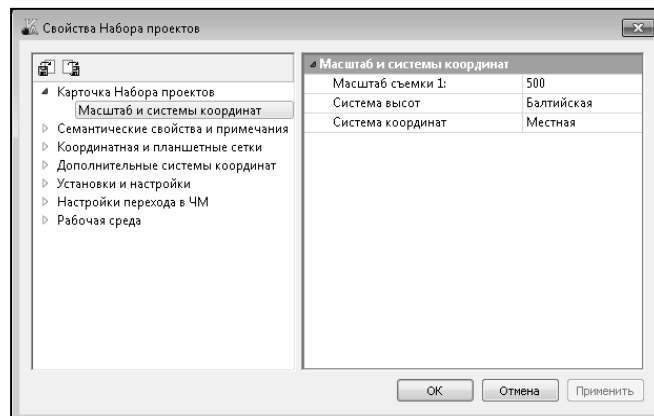 Свойства Набора проектов
Карточка Набора проектов
Масштаб и системы координат
Семантические свойства и примечания
Координатная и планшетные сетки
Дополнительные системы координат
Установки и настройки
Настройки перехода в ЧМ
Рабочая среда
Масштаб и системы координат
Масштаб съемки 1: 500
Система высот Балтийская
Система координат Местная
ОК Отмена Применить